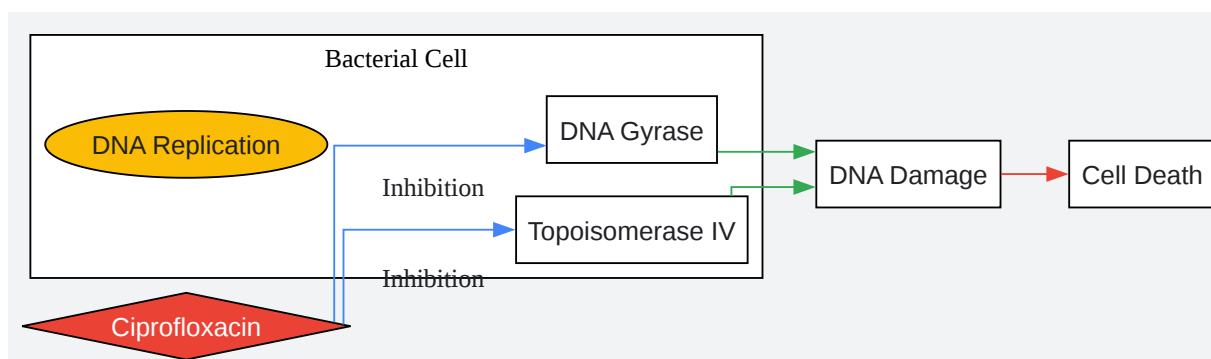 Bacterial Cell
DNA Replication
DNA Gyrase
Inhibition
Topoisomerase IV
Inhibition
DNA Damage
Cell Death
Ciprofloxacin